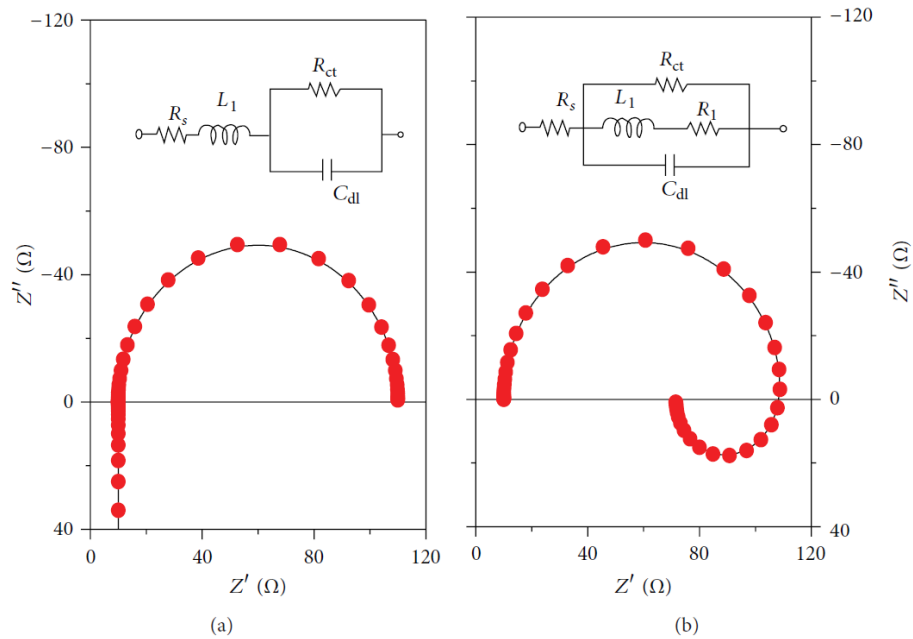 −120
−80
−40
0
40
Z″ (Ω)
0 40 80 120
Z′ (Ω)
R_s
L_1
R_ct
C_dl
(a)
−120
−80
−40
0
40
Z″ (Ω)
0 40 80 120
Z′ (Ω)
R_s
R_ct
L_1
R_1
C_dl
(b)